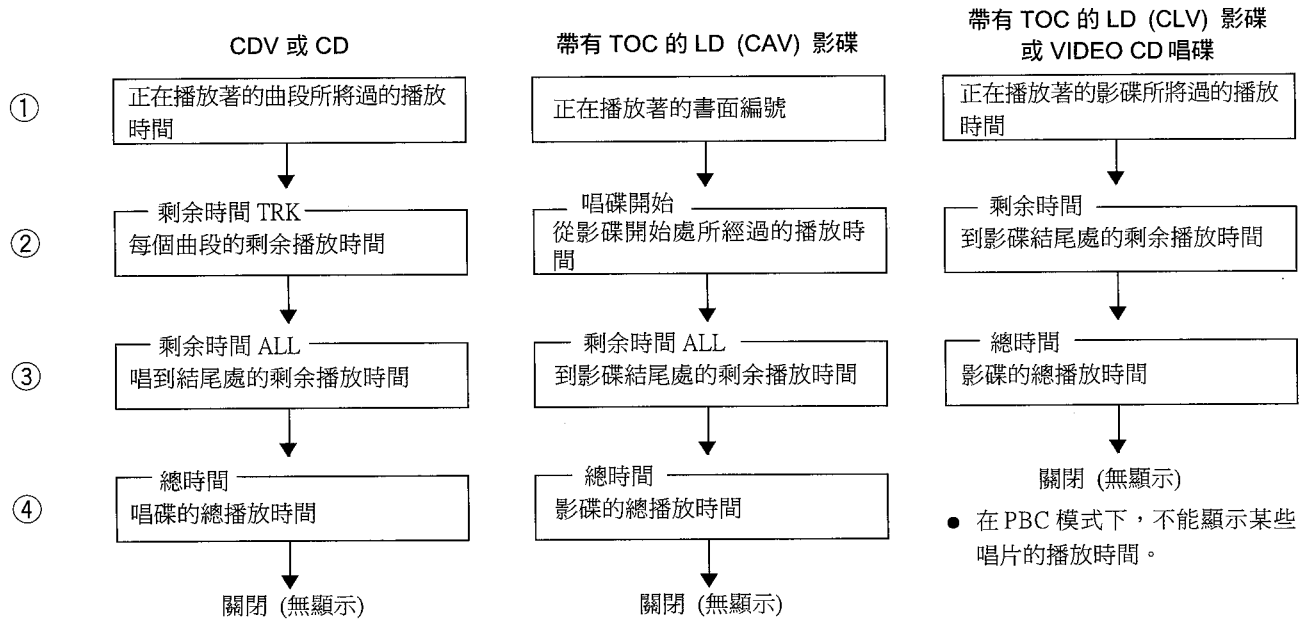 CDV 或 CD
① 正在播放著的曲段所將過的播放
時間
剩余時間 TRK
② 每個曲段的剩余播放時間
剩余時間 ALL
③ 唱到結尾處的剩余播放時間
總時間
④ 唱碟的總播放時間
關閉 (無顯示)
帶有 TOC 的 LD (CAV) 影碟
正在播放著的書面編號
唱碟開始
從影碟開始處所經過的播放時
間
剩余時間 ALL
到影碟結尾處的剩余播放時間
總時間
影碟的總播放時間
關閉 (無顯示)
帶有 TOC 的 LD (CLV) 影碟
或 VIDEO CD 唱碟
正在播放著的影碟所將過的播放
時間
剩余時間
到影碟結尾處的剩余播放時間
總時間
影碟的總播放時間
關閉 (無顯示)
● 在 PBC 模式下，不能顯示某些
唱片的播放時間。